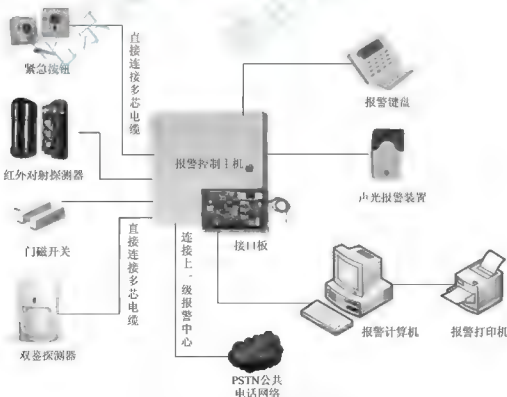 紧急按钮
直接连接多芯电缆
报警键盘
红外对射探测器
报警控制主机
声光报警装置
门磁开关
直接连接多芯电缆
连接上一级报警中心
接口板
双鉴探测器
报警计算机
报警打印机
PSTN公共
电话网络